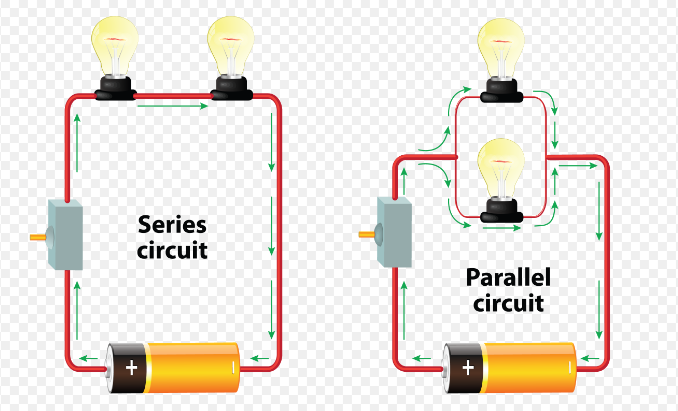 Series
circuit
Parallel
circuit
+
+